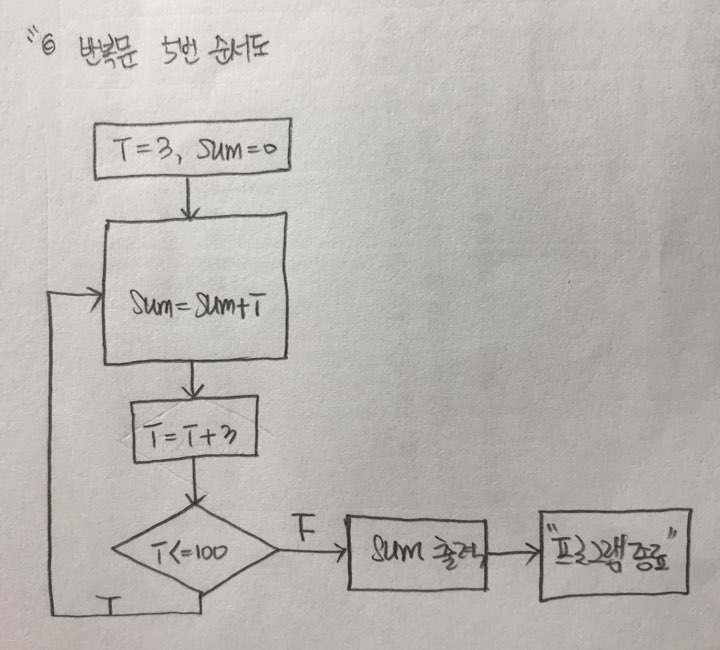 ⑥ 반복문 5번 순서도
T=3, Sum=0
Sum=Sum+T
T=T+3
T<=100
F
Sum 출력
"프로그램 종료"
T